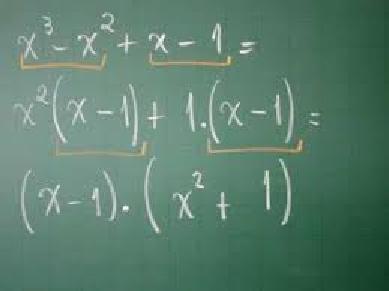 x³ - x² + x - 1 =
x² (x - 1) + 1 . (x - 1) =
(x - 1) . (x² + 1)